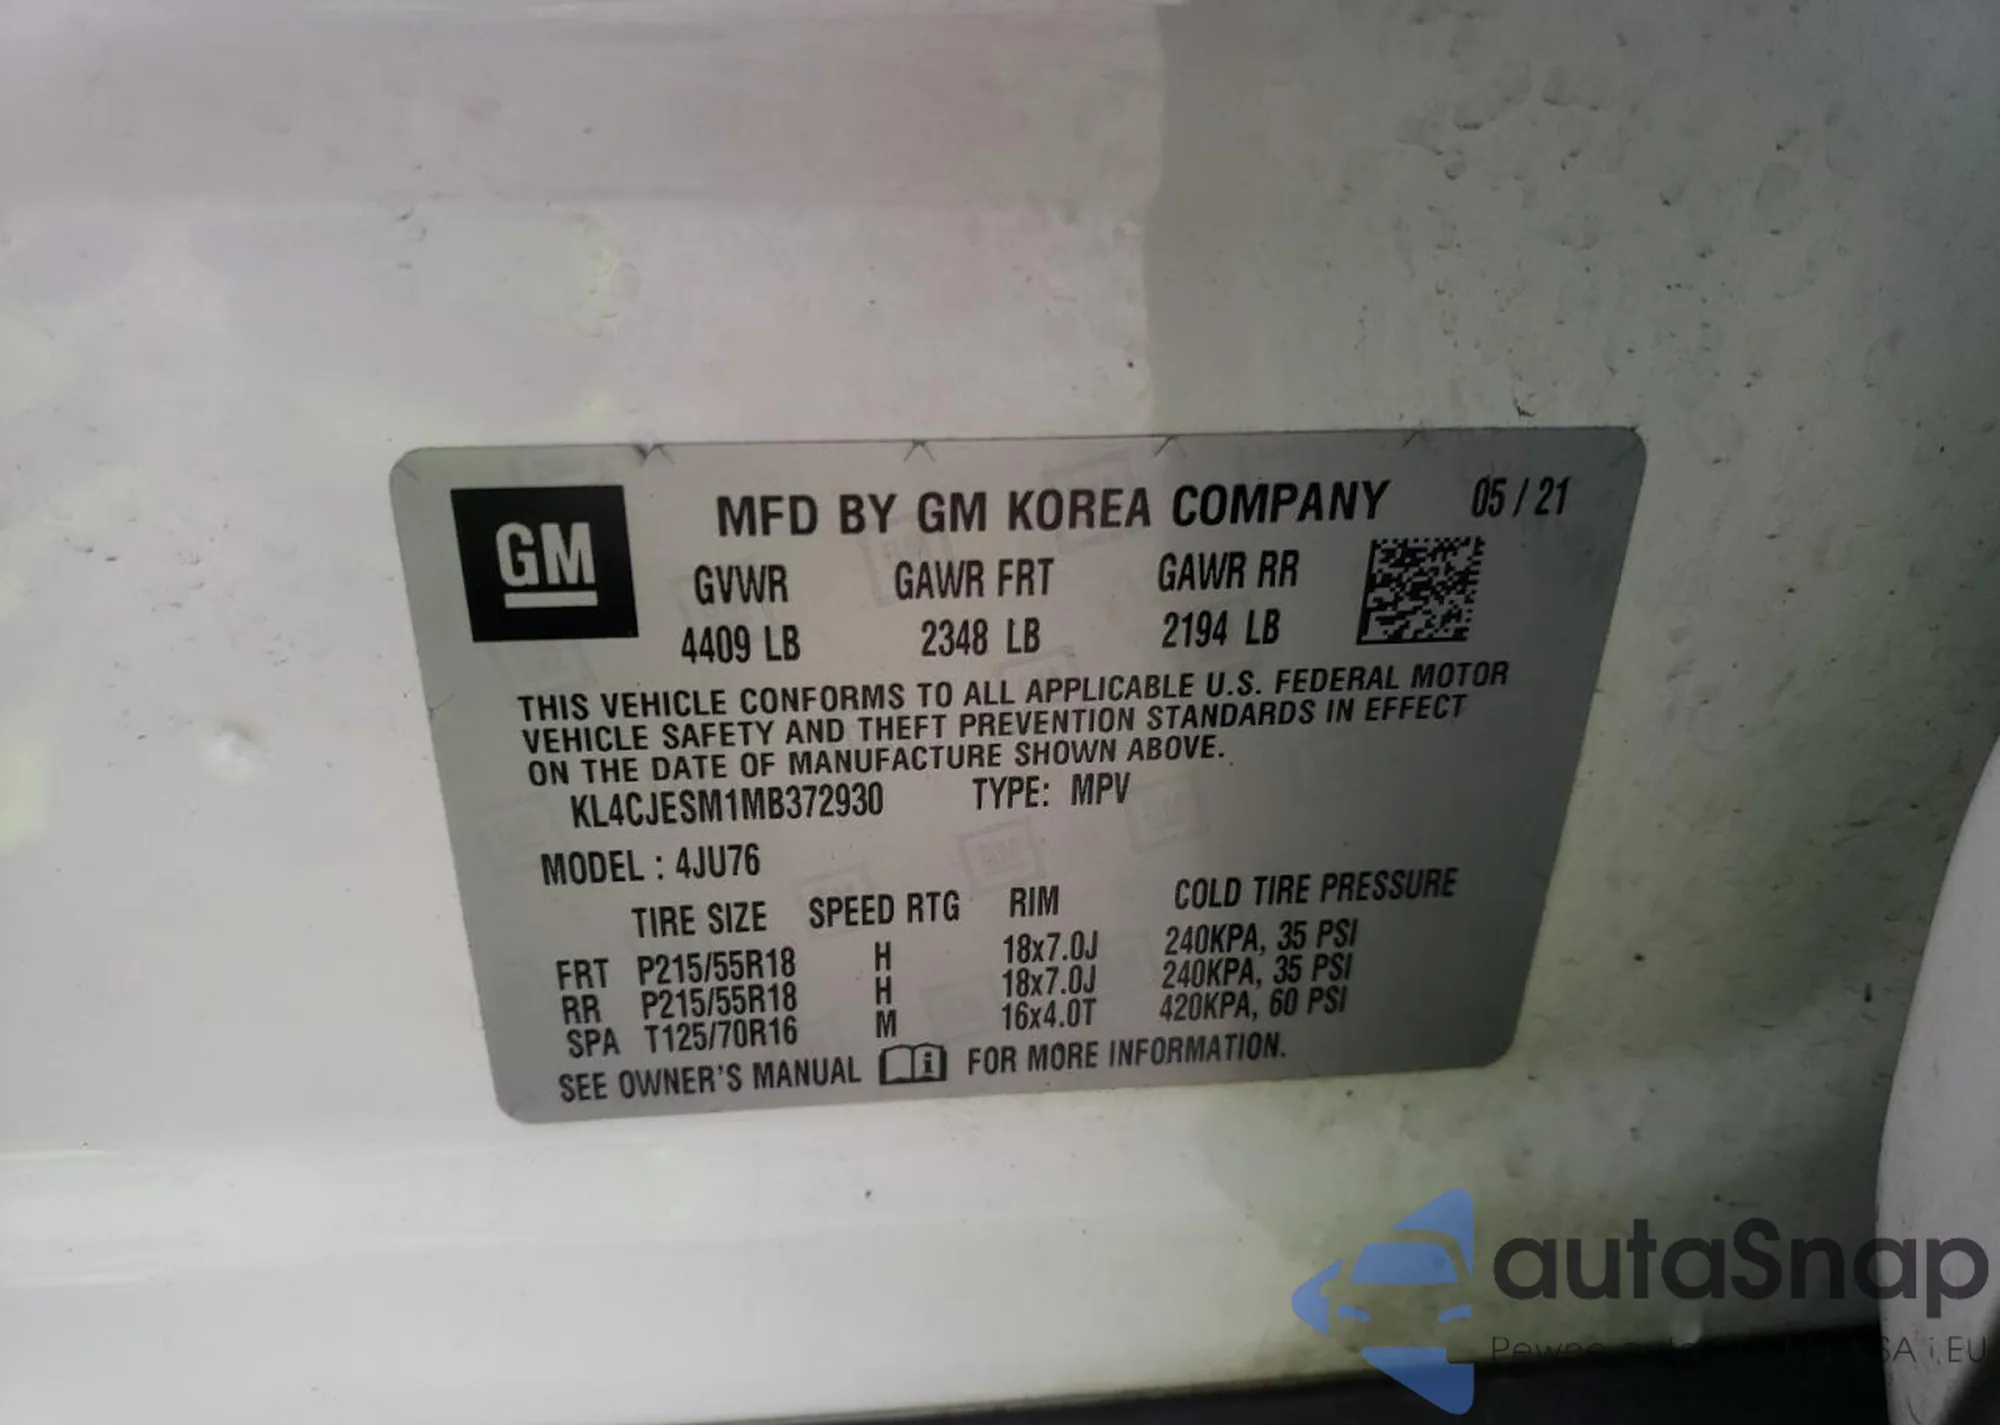 GM
MFD BY GM KOREA COMPANY 05 / 21
GVWR GAWR FRT GAWR RR
4409 LB 2348 LB 2194 LB
THIS VEHICLE CONFORMS TO ALL APPLICABLE U.S. FEDERAL MOTOR
VEHICLE SAFETY AND THEFT PREVENTION STANDARDS IN EFFECT
ON THE DATE OF MANUFACTURE SHOWN ABOVE.
KL4CJESM1MB372930 TYPE: MPV
MODEL : 4JU76
TIRE SIZE SPEED RTG RIM COLD TIRE PRESSURE
FRT P215/55R18 H 18x7.0J 240KPA, 35 PSI
RR P215/55R18 H 18x7.0J 240KPA, 35 PSI
SPA T125/70R16 M 16x4.0T 420KPA, 60 PSI
SEE OWNER'S MANUAL FOR MORE INFORMATION.
autaSnap
Pewne auta i EU